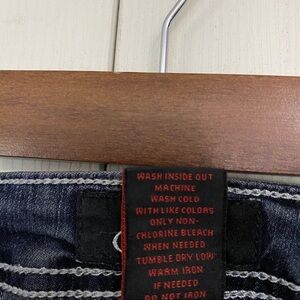 WASH INSIDE OUT
MACHINE
WASH COLD
WITH LIKE COLORS
ONLY NON-
CHLORINE BLEACH
WHEN NEEDED
TUMBLE DRY LOW
WARM IRON
IF NEEDED
DO NOT IRON